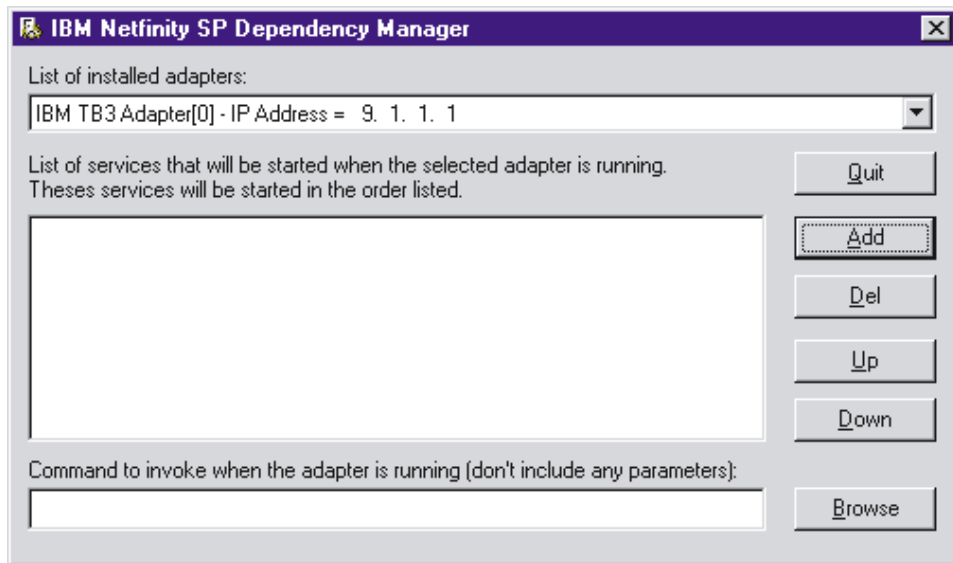 IBM Netfinity SP Dependency Manager
List of installed adapters:
IBM TB3 Adapter[0] - IP Address = 9. 1. 1. 1
List of services that will be started when the selected adapter is running.
Theses services will be started in the order listed.
Quit
Add
Del
Up
Down
Command to invoke when the adapter is running (don't include any parameters):
Browse